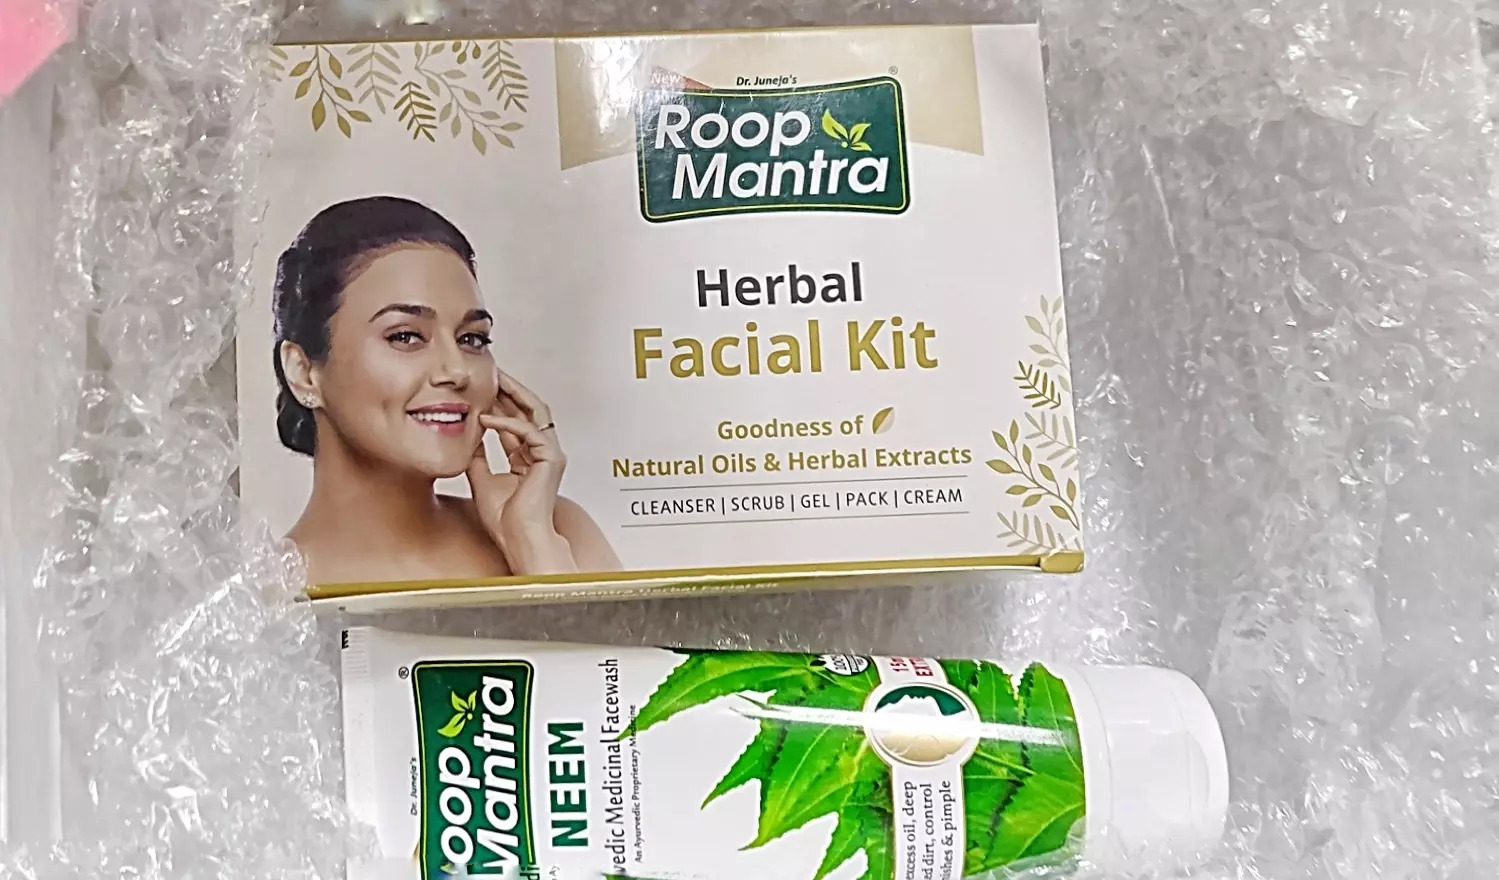 New
Dr. Juneja's
®
Roop
Mantra
Herbal
Facial Kit
Goodness of
Natural Oils & Herbal Extracts
CLEANSER | SCRUB | GEL | PACK | CREAM
Roop Mantra Herbal Facial Kit
®
Dr. Juneja's
Mantra
NEEM
Medicinal Facewash
An Ayurvedic Proprietary Medicine
100%
excess oil, deep
dirt, control
& pimple